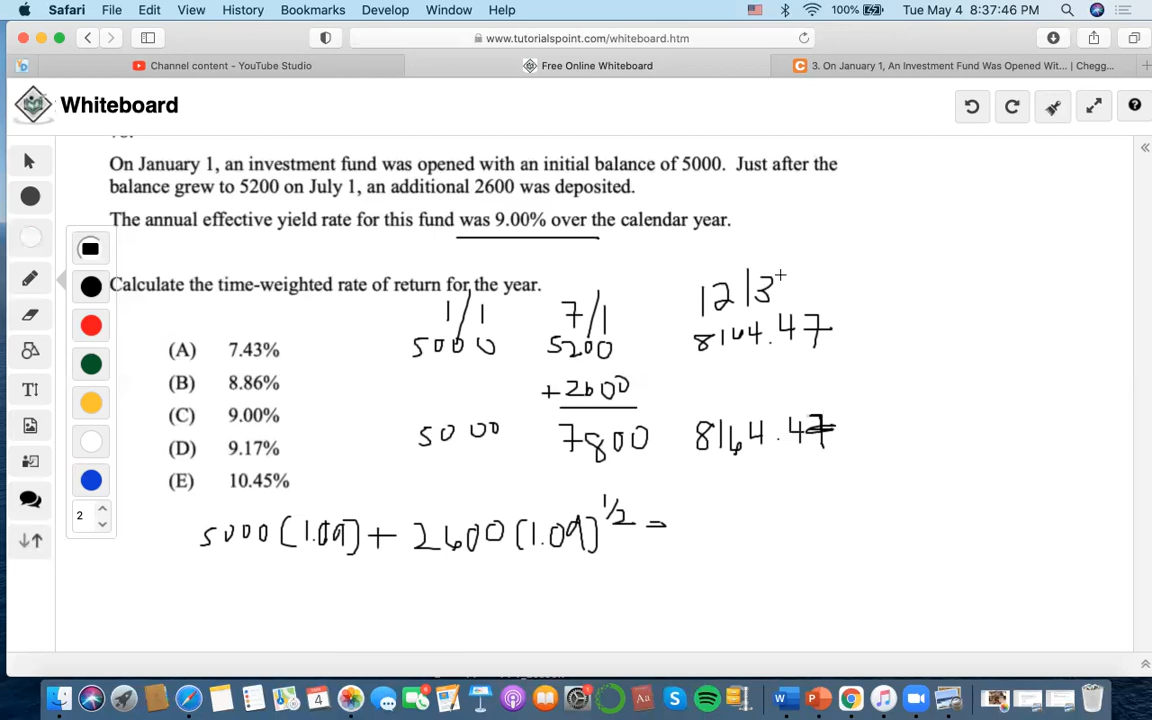 Safari File Edit View History Bookmarks Develop Window Help 100% Tue May 4 8:37:46 PM
www.tutorialspoint.com/whiteboard.htm
Channel content - YouTube Studio Free Online Whiteboard 3. On January 1, An Investment Fund Was Opened Wit... | Chegg...
Whiteboard
On January 1, an investment fund was opened with an initial balance of 5000. Just after the
balance grew to 5200 on July 1, an additional 2600 was deposited.
The annual effective yield rate for this fund was 9.00% over the calendar year.
Calculate the time-weighted rate of return for the year.
1/1 7/1 12/3
(A) 7.43% 5000 5200 8164.47
(B) 8.86% +2600
(C) 9.00% 5000 7800 8164.47
(D) 9.17%
(E) 10.45%
2
5000(1.09)+2600(1.09)^1/2 =